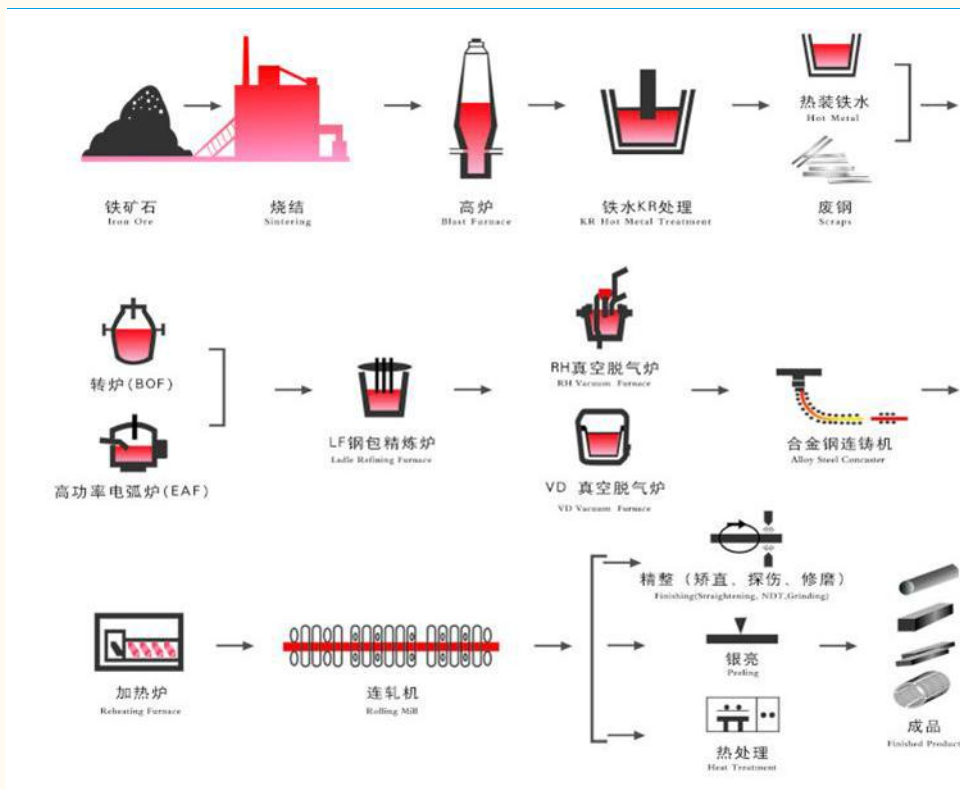 铁矿石
Iron Ore
烧结
Sintering
高炉
Blast Furnace
铁水KR处理
KR Hot Metal Treatment
热装铁水
Hot Metal
废钢
Scraps
转炉(BOF)
高功率电弧炉(EAF)
LF钢包精炼炉
Ladle Refining Furnace
RH真空脱气炉
RH Vacuum Furnace
VD 真空脱气炉
VD Vacuum Furnace
合金钢连铸机
Alloy Steel Concaster
加热炉
Reheating Furnace
连轧机
Rolling Mill
精整（矫直、探伤、修磨）
Finishing(Straightening, NDT,Grinding)
银亮
Peeling
热处理
Heat Treatment
成品
Finished Product